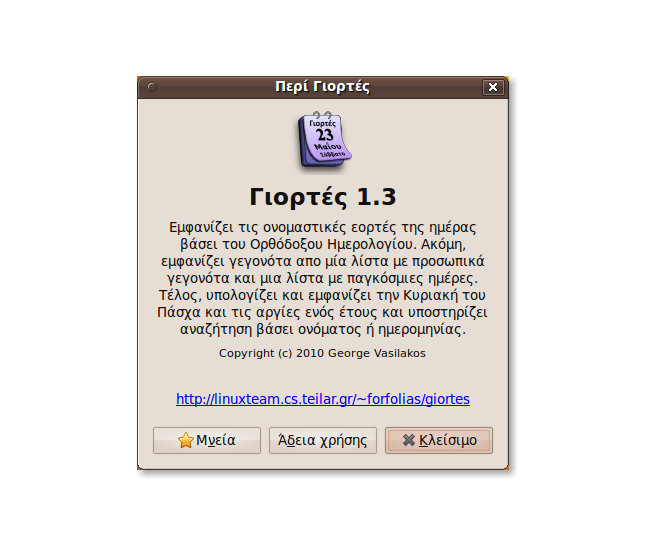 Περί Γιορτές
Γιορτές
23
Μαΐου
Σάββατο
Γιορτές 1.3
Εμφανίζει τις ονομαστικές εορτές της ημέρας
βάσει του Ορθόδοξου Ημερολογίου. Ακόμη,
εμφανίζει γεγονότα απο μία λίστα με προσωπικά
γεγονότα και μια λίστα με παγκόσμιες ημέρες.
Τέλος, υπολογίζει και εμφανίζει την Κυριακή του
Πάσχα και τις αργίες ενός έτους και υποστηρίζει
αναζήτηση βάσει ονόματος ή ημερομηνίας.
Copyright (c) 2010 George Vasilakos
http://linuxteam.cs.teilar.gr/~forfolias/giortes
Μνεία Άδεια χρήσης Κλείσιμο